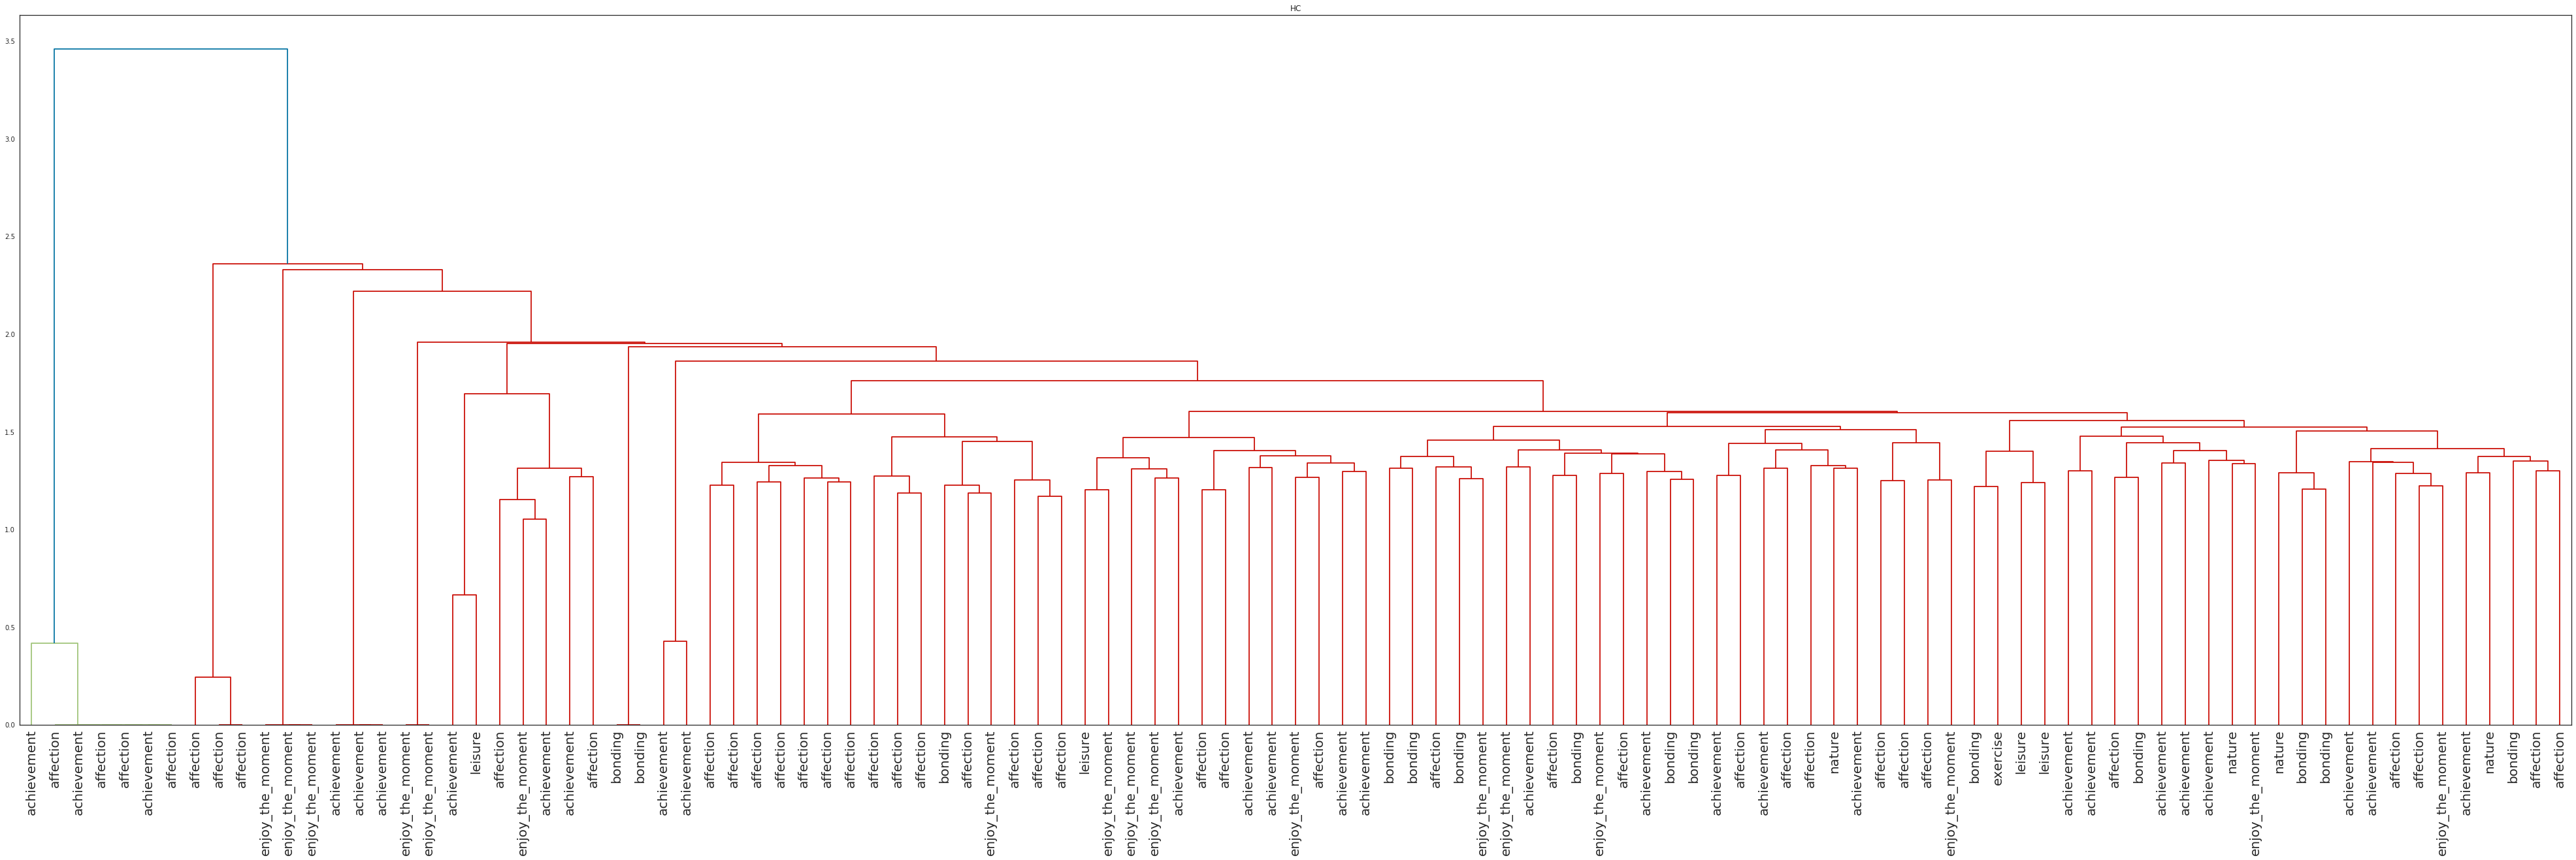 HC
3.5
3.0
2.5
2.0
1.5
1.0
0.5
0.0
achievement
affection
achievement
affection
affection
achievement
affection
affection
affection
affection
enjoy_the_moment
enjoy_the_moment
enjoy_the_moment
achievement
achievement
achievement
enjoy_the_moment
enjoy_the_moment
achievement
leisure
affection
enjoy_the_moment
achievement
achievement
affection
bonding
bonding
achievement
achievement
affection
affection
affection
affection
affection
affection
affection
affection
affection
affection
bonding
affection
enjoy_the_moment
affection
affection
affection
leisure
enjoy_the_moment
enjoy_the_moment
enjoy_the_moment
achievement
affection
affection
achievement
achievement
enjoy_the_moment
affection
achievement
achievement
bonding
bonding
affection
bonding
enjoy_the_moment
enjoy_the_moment
achievement
affection
bonding
enjoy_the_moment
affection
achievement
bonding
bonding
achievement
affection
achievement
affection
affection
nature
achievement
affection
affection
affection
enjoy_the_moment
bonding
exercise
leisure
leisure
achievement
achievement
affection
bonding
achievement
achievement
achievement
nature
enjoy_the_moment
nature
bonding
bonding
achievement
achievement
affection
affection
enjoy_the_moment
achievement
nature
bonding
affection
affection